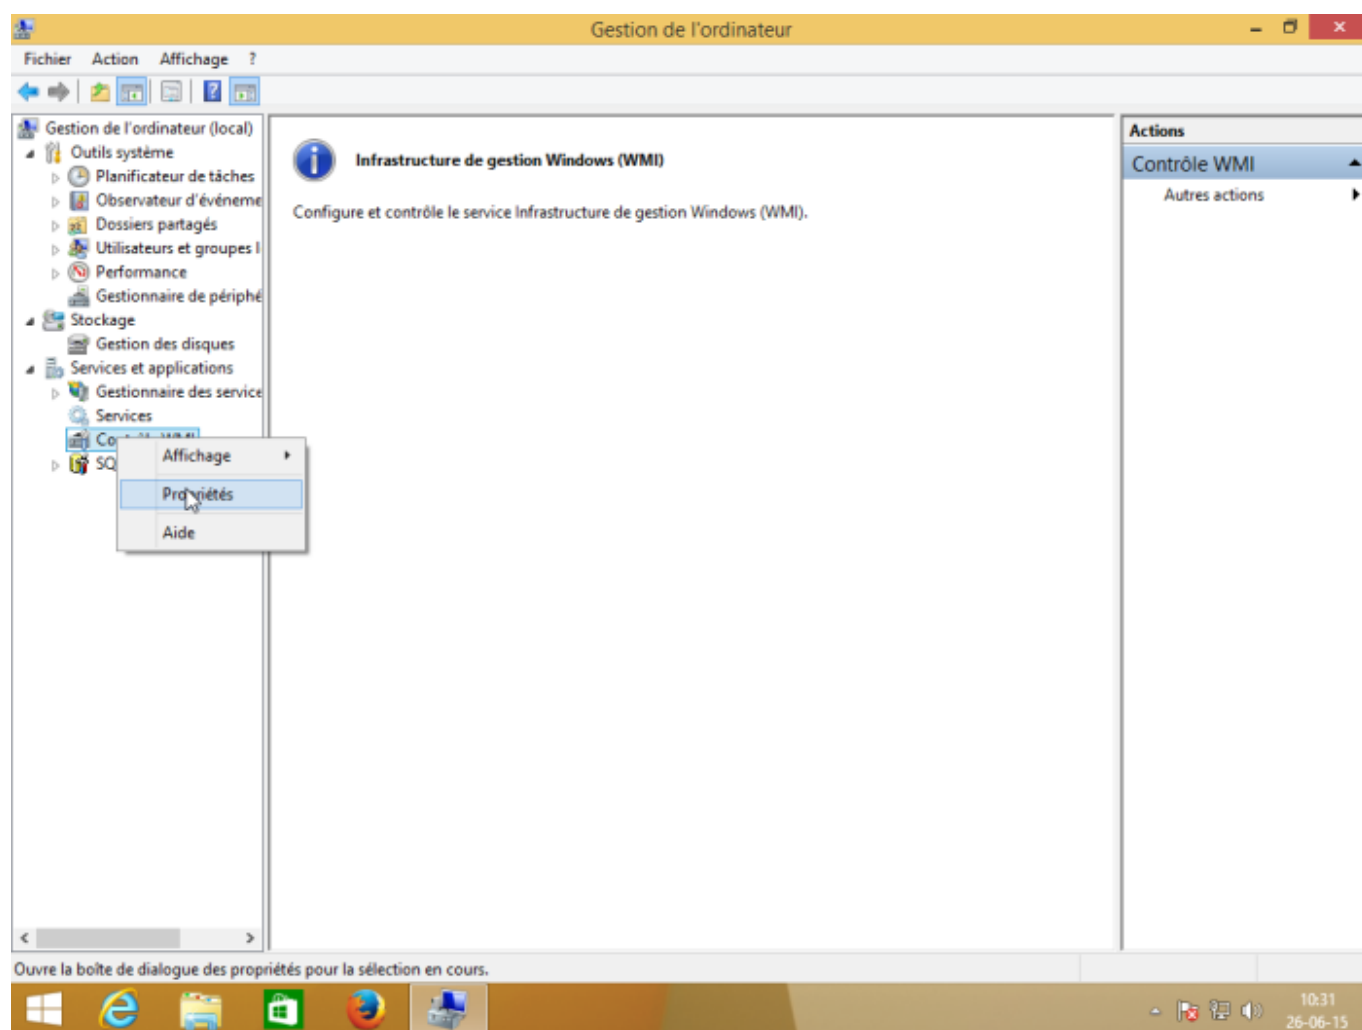 Gestion de l'ordinateur
Fichier Action Affichage ?
Gestion de l'ordinateur (local)
Outils système
Planificateur de tâches
Observateur d'événeme
Dossiers partagés
Utilisateurs et groupes l
Performance
Gestionnaire de périphé
Stockage
Gestion des disques
Services et applications
Gestionnaire des service
Services
Co
SQ
Affichage
Propriétés
Aide
Infrastructure de gestion Windows (WMI)
Configure et contrôle le service Infrastructure de gestion Windows (WMI).
Actions
Contrôle WMI
Autres actions
Ouvre la boîte de dialogue des propriétés pour la sélection en cours.
10:31
26-06-15